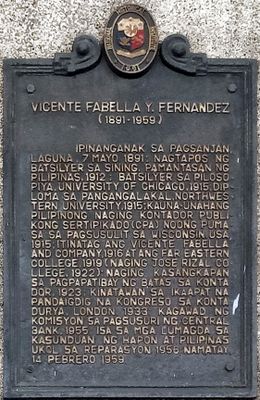 1951
VICENTE FABELLA Y. FERNANDEZ
(1891-1959)
IPINANGANAK SA PAGSANJAN,
LAGUNA, 7 MAYO 1891; NAGTAPOS NG
BATSILYER SA SINING, PAMANTASAN NG
PILIPINAS, 1912; BATSILYER SA PILOSO-
PIYA, UNIVERSITY OF CHICAGO, 1915; DIP-
LOMA SA PANGANGALAKAL, NORTHWES-
TERN UNIVERSITY, 1915; KAUNA-UNAHANG
PILIPINONG NAGING KONTADOR PUBLI-
KONG SERTIPIKADO (CPA) NOONG PUMA-
SA SA PAGSUSULIT SA WISCONSIN USA,
1915; ITINATAG ANG VICENTE FABELLA
AND COMPANY, 1916 AT ANG FAR EASTERN
COLLEGE, 1919 (NAGING JOSE RIZAL CO-
LLEGE, 1922); NAGING KASANGKAPAN
SA PAGPAPATIBAY NG BATAS SA KONTA-
DOR, 1923; KINATAWAN SA IKAAPAT NA
PANDAIGDIG NA KONGRESO SA KONTA-
DURYA, LONDON 1933; KAGAWAD NG
KOMISYON SA PAGSUSURI NG CENTRAL
BANK, 1955; ISA SA MGA LUMAGDA SA
KASUNDUAN NG HAPON AT PILIPINAS
UKOL SA REPARASYON 1956; NAMATAY,
14 PEBRERO 1959.